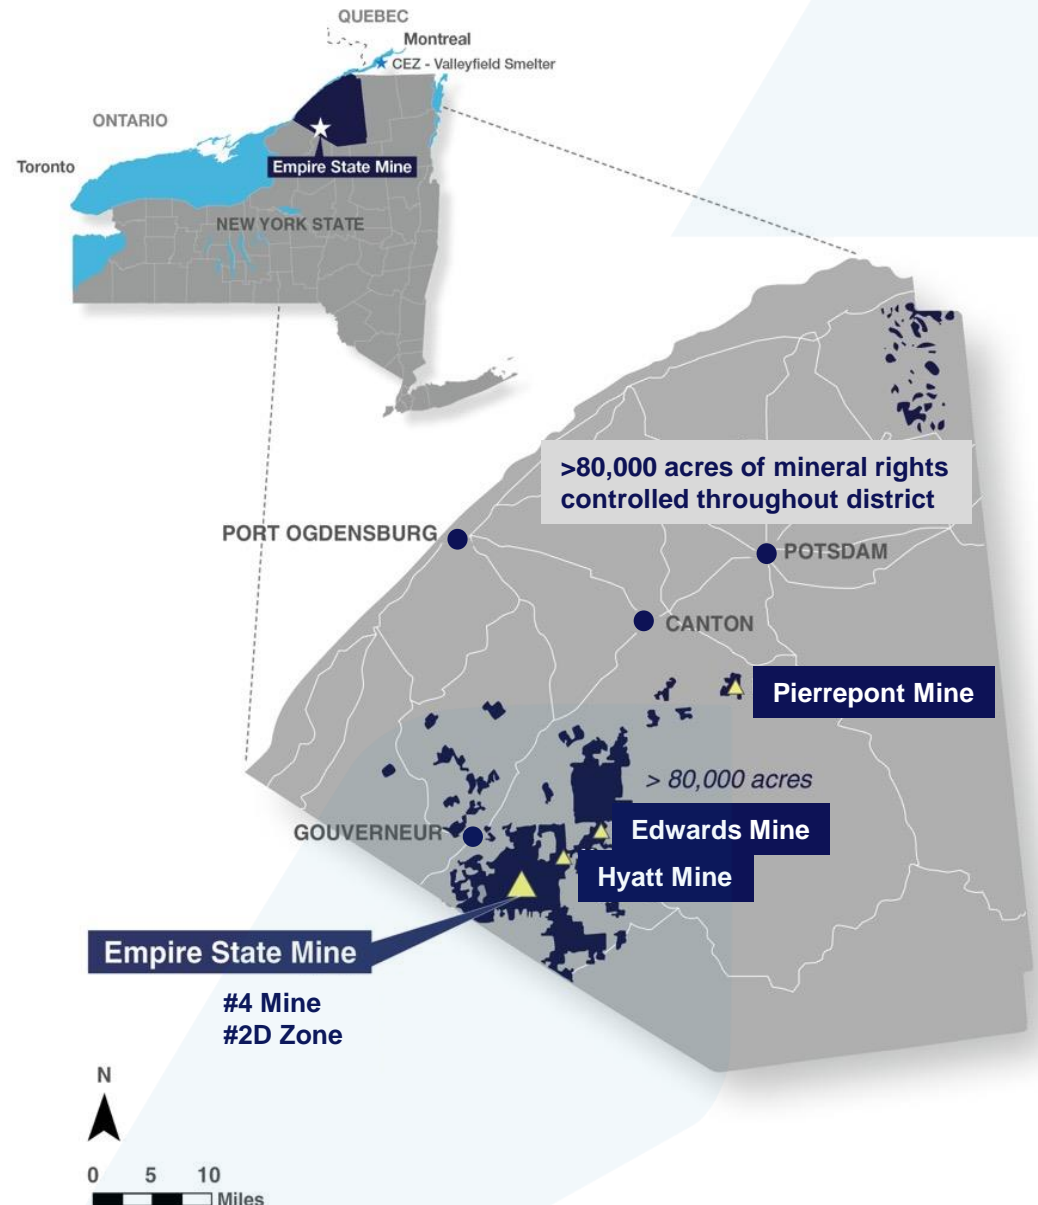 QUEBEC
Montreal
CEZ - Valleyfield Smelter
ONTARIO
Toronto
Empire State Mine
NEW YORK STATE
>80,000 acres of mineral rights
controlled throughout district
PORT OGDENSBURG
POTSDAM
CANTON
Pierrepont Mine
> 80,000 acres
GOUVERNEUR
Edwards Mine
Hyatt Mine
Empire State Mine
#4 Mine
#2D Zone
N
0 5 10
Miles